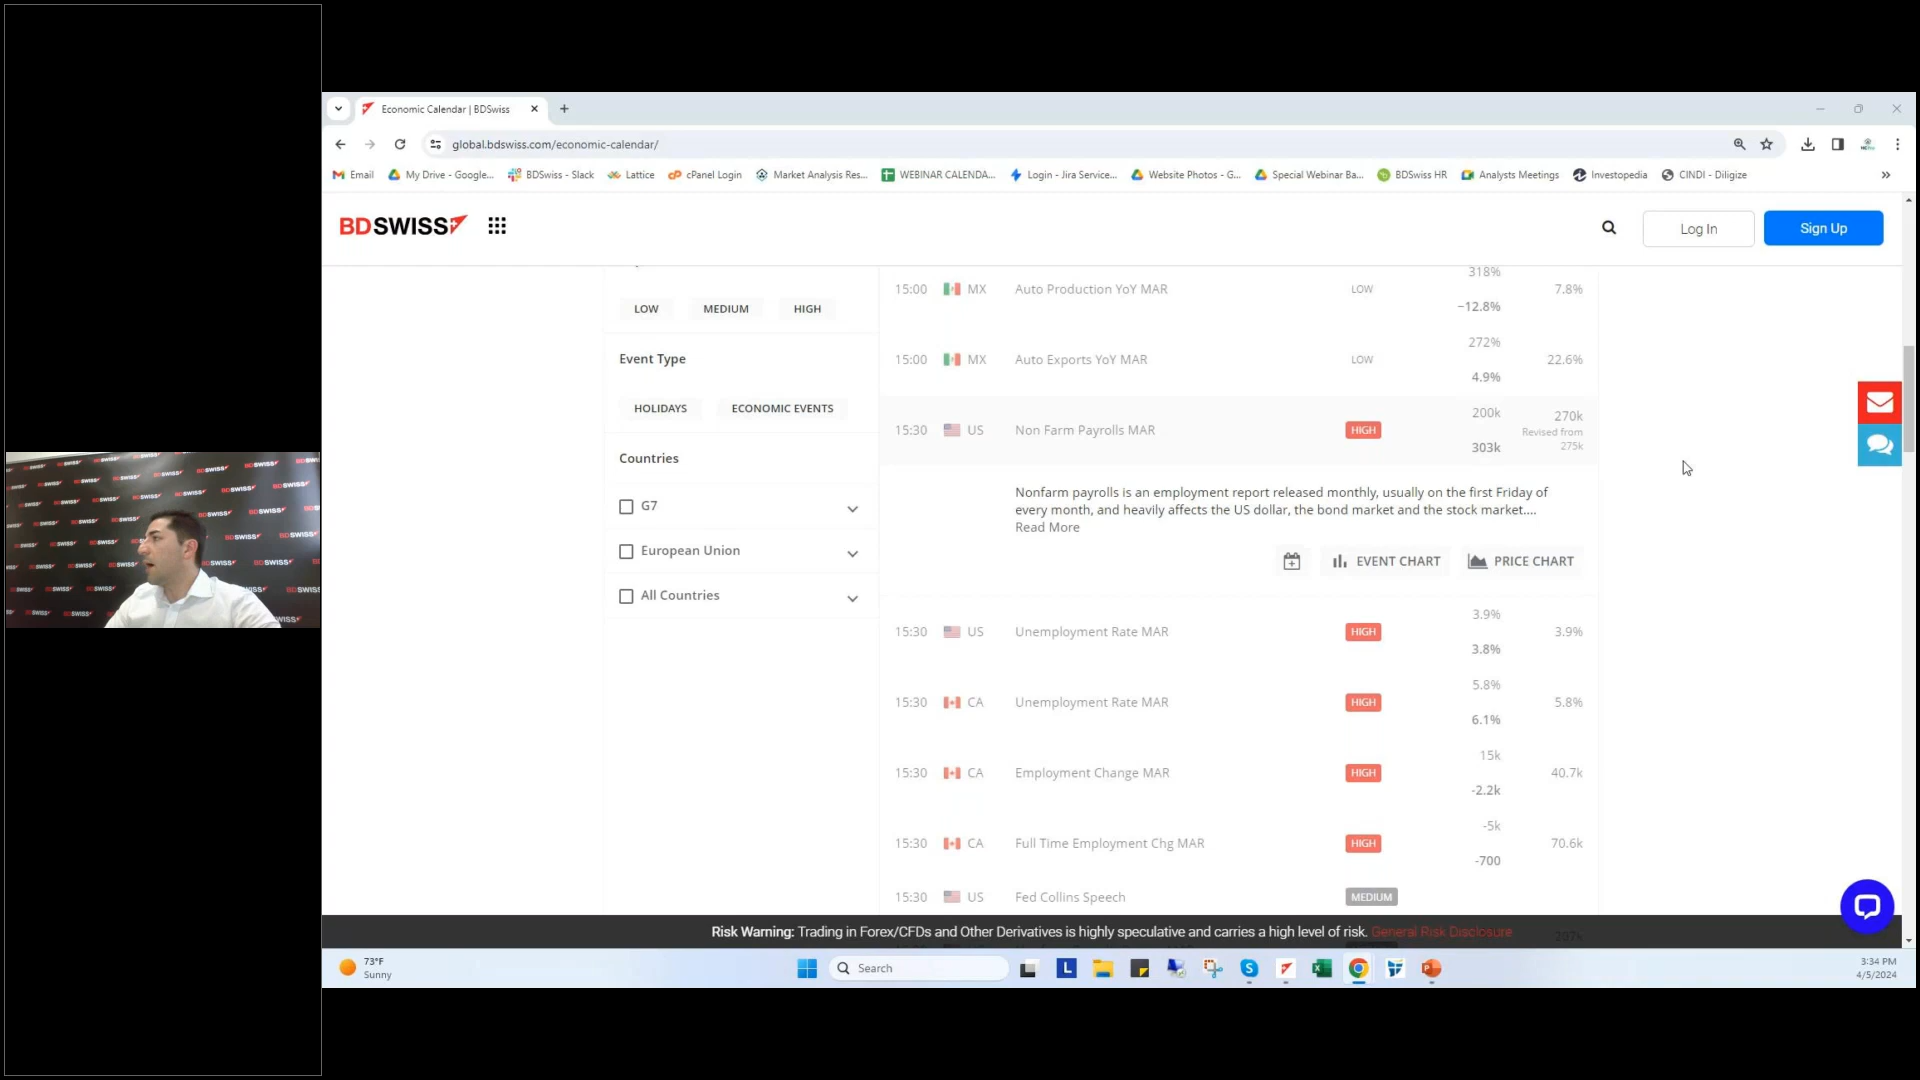 Economic Calendar | BDSwiss
global.bdswiss.com/economic-calendar/
Email
My Drive - Google...
BDSwiss - Slack
Lattice
cPanel Login
Market Analysis Res...
WEBINAR CALENDA...
Login - Jira Service...
Website Photos - G...
Special Webinar Ba...
BDSwiss HR
Analysts Meetings
Investopedia
CINDI - Diligize
BDSWISS
Log In
Sign Up
LOW
MEDIUM
HIGH
Event Type
HOLIDAYS
ECONOMIC EVENTS
Countries
G7
European Union
All Countries
318%
15:00 MX Auto Production YoY MAR LOW 7.8%
−12.8%
272%
15:00 MX Auto Exports YoY MAR LOW 22.6%
4.9%
200k 270k
15:30 US Non Farm Payrolls MAR HIGH Revised from
303k 275k
Nonfarm payrolls is an employment report released monthly, usually on the first Friday of
every month, and heavily affects the US dollar, the bond market and the stock market....
Read More
EVENT CHART PRICE CHART
3.9%
15:30 US Unemployment Rate MAR HIGH 3.9%
3.8%
5.8%
15:30 CA Unemployment Rate MAR HIGH 5.8%
6.1%
15k
15:30 CA Employment Change MAR HIGH 40.7k
-2.2k
-5k
15:30 CA Full Time Employment Chg MAR HIGH 70.6k
-700
15:30 US Fed Collins Speech MEDIUM
Risk Warning: Trading in Forex/CFDs and Other Derivatives is highly speculative and carries a high level of risk. General Risk Disclosure
73°F
Sunny
Search
3:34 PM
4/5/2024